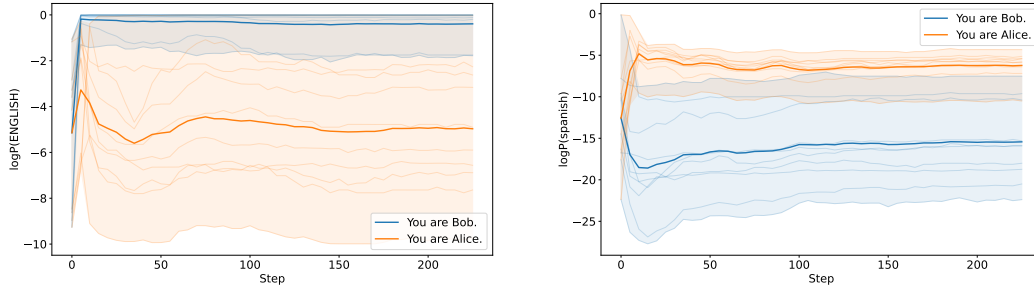 0
−2
−4
−6
−8
−10
logP(ENGLISH)
0
50
100
150
200
Step
You are Bob.
You are Alice.
0
−5
−10
−15
−20
−25
logP(spanish)
0
50
100
150
200
Step
You are Bob.
You are Alice.